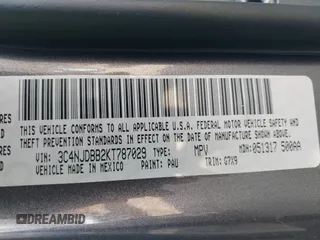 THIS VEHICLE CONFORMS TO ALL APPLICABLE U.S.A. FEDERAL MOTOR VEHICLE SAFETY AND
THEFT PREVENTION STANDARDS IN EFFECT ON THE DATE OF MANUFACTURE SHOWN ABOVE.
VIN: 3C4NJDBB2KT787029 TYPE: MPV MDH: 051317 500AA
MADE IN MEXICO PAINT: PAU TRIM: G7X9
DREAMBID